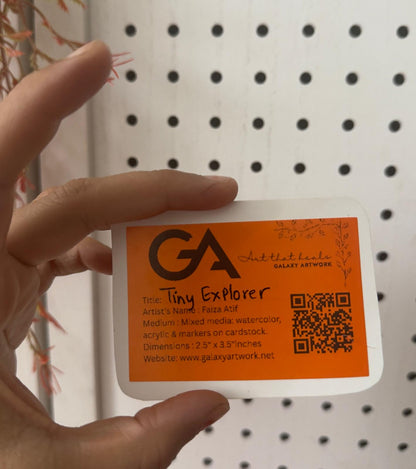 GA
Art that heals
GALAXY ARTWORK
Title: Tiny Explorer
Artist's Name : Faiza Atif
Medium : Mixed media: watercolor,
acrylic & markers on cardstock.
Dimensions : 2.5" x 3.5"Inches
Website: www.galaxyartwork.net